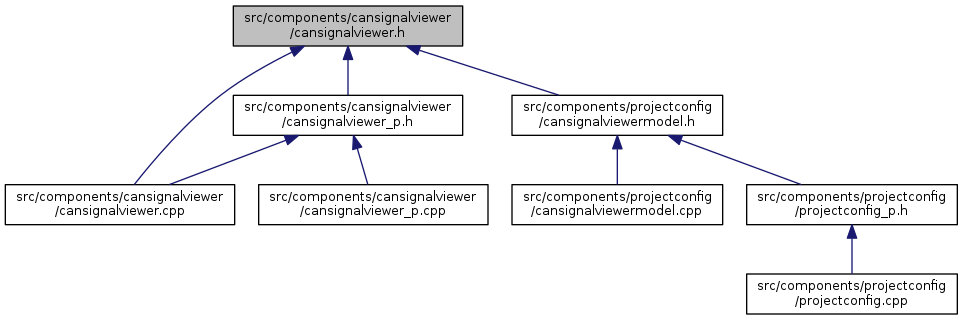 src/components/cansignalviewer
/cansignalviewer.h
src/components/cansignalviewer
/cansignalviewer_p.h
src/components/projectconfig
/cansignalviewermodel.h
src/components/cansignalviewer
/cansignalviewer.cpp
src/components/cansignalviewer
/cansignalviewer_p.cpp
src/components/projectconfig
/cansignalviewermodel.cpp
src/components/projectconfig
/projectconfig_p.h
src/components/projectconfig
/projectconfig.cpp